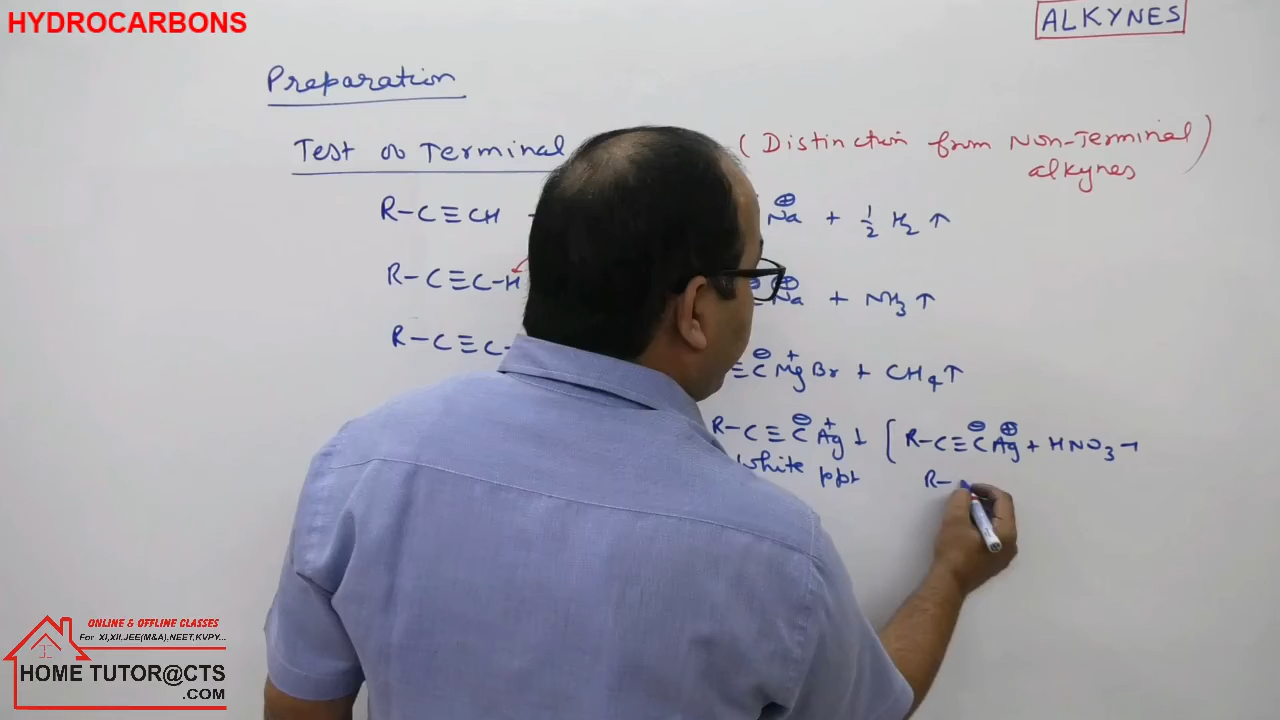 HYDROCARBONS
ALKYNES
Preparation
Test of Terminal
(Distinction from Non-Terminal)
alkynes
R-C≡CH
⊕
Na + 1/2 H2 ↑
R-C≡C-H
⊖ ⊕
Na + NH3 ↑
R-C≡C-
≡C⊖ Mg+ Br + CH4 ↑
R-C≡C⊖ Ag+ ↓
White ppt
[R-C≡C⊖ Ag⊕ + HNO3 →
R-
ONLINE & OFFLINE CLASSES
For XI,XII,JEE(M&A),NEET,KVPY...
HOME TUTOR@CTS
.COM